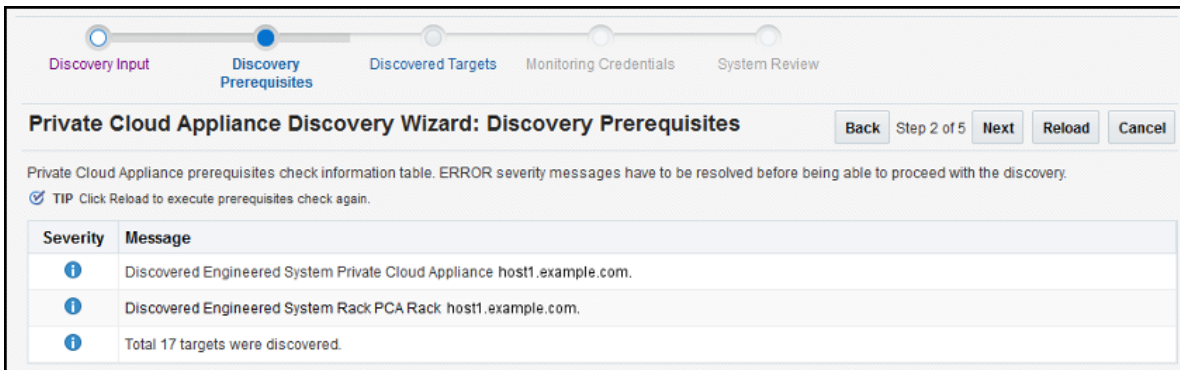 Discovery Input
Discovery Prerequisites
Discovered Targets
Monitoring Credentials
System Review
Private Cloud Appliance Discovery Wizard: Discovery Prerequisites
Back Step 2 of 5 Next Reload Cancel
Private Cloud Appliance prerequisites check information table. ERROR severity messages have to be resolved before being able to proceed with the discovery.
TIP Click Reload to execute prerequisites check again.
Severity Message
Discovered Engineered System Private Cloud Appliance host1.example.com.
Discovered Engineered System Rack PCA Rack host1.example.com.
Total 17 targets were discovered.